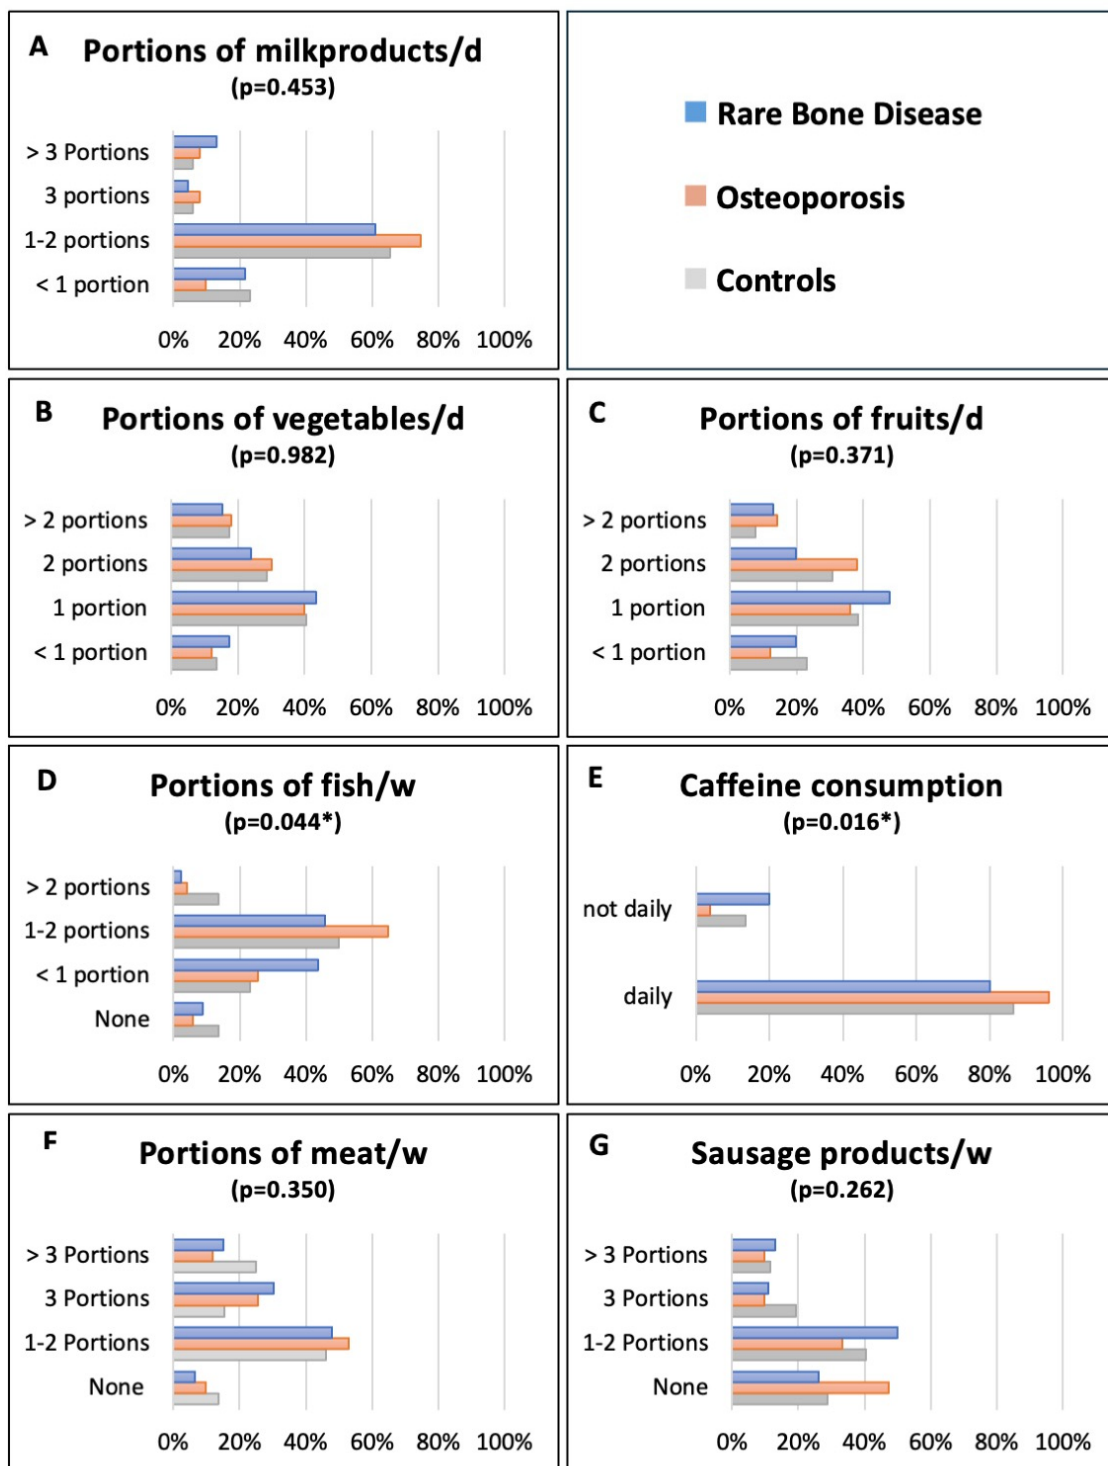 A Portions of milkproducts/d
(p=0.453)
> 3 Portions
3 portions
1-2 portions
< 1 portion
0% 20% 40% 60% 80% 100%
Rare Bone Disease
Osteoporosis
Controls
B Portions of vegetables/d
(p=0.982)
> 2 portions
2 portions
1 portion
< 1 portion
0% 20% 40% 60% 80% 100%
C Portions of fruits/d
(p=0.371)
> 2 portions
2 portions
1 portion
< 1 portion
0% 20% 40% 60% 80% 100%
D Portions of fish/w
(p=0.044*)
> 2 portions
1-2 portions
< 1 portion
None
0% 20% 40% 60% 80% 100%
E Caffeine consumption
(p=0.016*)
not daily
daily
0% 20% 40% 60% 80% 100%
F Portions of meat/w
(p=0.350)
> 3 Portions
3 Portions
1-2 Portions
None
0% 20% 40% 60% 80% 100%
G Sausage products/w
(p=0.262)
> 3 Portions
3 Portions
1-2 Portions
None
0% 20% 40% 60% 80% 100%